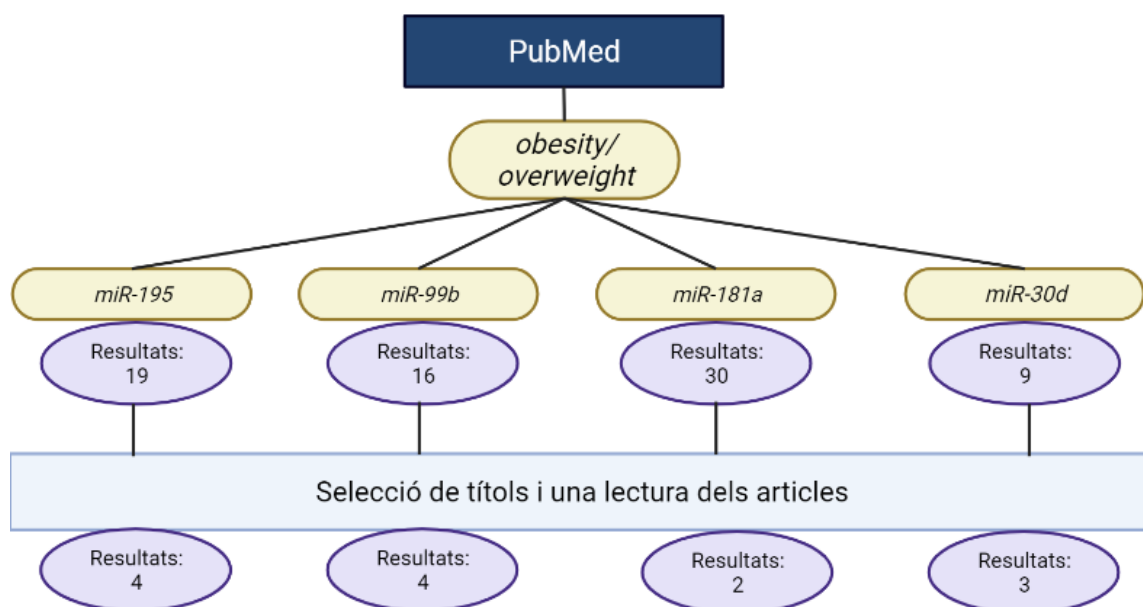 PubMed
obesity/
overweight
miR-195
miR-99b
miR-181a
miR-30d
Resultats:
19
Resultats:
16
Resultats:
30
Resultats:
9
Selecció de títols i una lectura dels articles
Resultats:
4
Resultats:
4
Resultats:
2
Resultats:
3